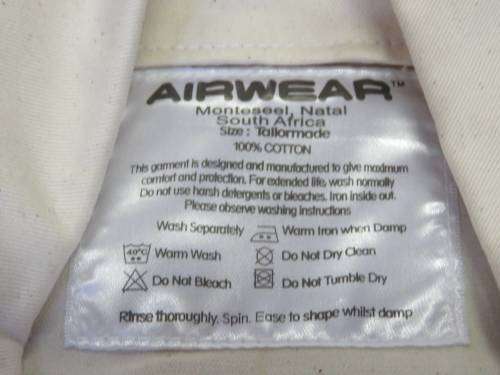 AIRWEAR™
Monteseel, Natal
South Africa
Size : Tailormade
100% COTTON
This garment is designed and manufactured to give maximum
comfort and protection. For extended life, wash normally
Do not use harsh detergents or bleaches. Iron inside out.
Please observe washing instructions
Wash Separately Warm Iron when Damp
40°C Warm Wash Do Not Dry Clean
Do Not Bleach Do Not Tumble Dry
Rinse thoroughly. Spin. Ease to shape whilst damp